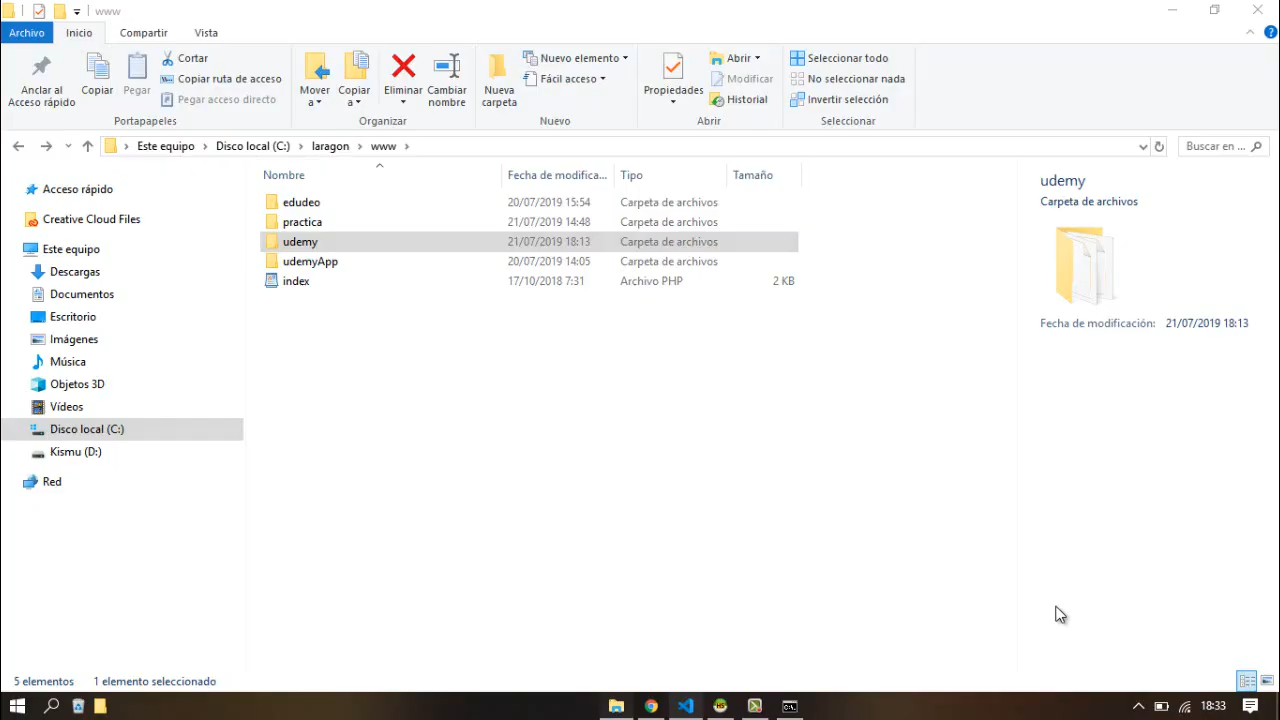 www
Archivo Inicio Compartir Vista
Anclar al Acceso rápido
Copiar
Pegar
Cortar
Copiar ruta de acceso
Pegar acceso directo
Portapapeles
Mover a
Copiar a
Eliminar
Cambiar nombre
Organizar
Nueva carpeta
Nuevo elemento
Fácil acceso
Nuevo
Propiedades
Abrir
Modificar
Historial
Abrir
Seleccionar todo
No seleccionar nada
Invertir selección
Seleccionar
Este equipo > Disco local (C:) > laragon > www >
Buscar en ...
Acceso rápido
Creative Cloud Files
Este equipo
Descargas
Documentos
Escritorio
Imágenes
Música
Objetos 3D
Vídeos
Disco local (C:)
Kismu (D:)
Red
Nombre Fecha de modifica... Tipo Tamaño
edudeo 20/07/2019 15:54 Carpeta de archivos
practica 21/07/2019 14:48 Carpeta de archivos
udemy 21/07/2019 18:13 Carpeta de archivos
udemyApp 20/07/2019 14:05 Carpeta de archivos
index 17/10/2018 7:31 Archivo PHP 2 KB
udemy
Carpeta de archivos
Fecha de modificación: 21/07/2019 18:13
5 elementos 1 elemento seleccionado
18:33